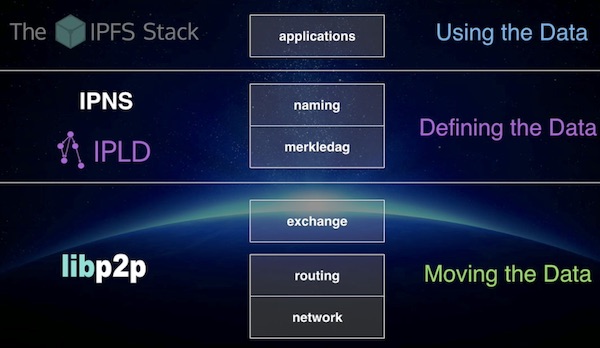 The IPFS Stack
applications
Using the Data
IPNS
naming
IPLD
merkledag
Defining the Data
exchange
libp2p
routing
Moving the Data
network